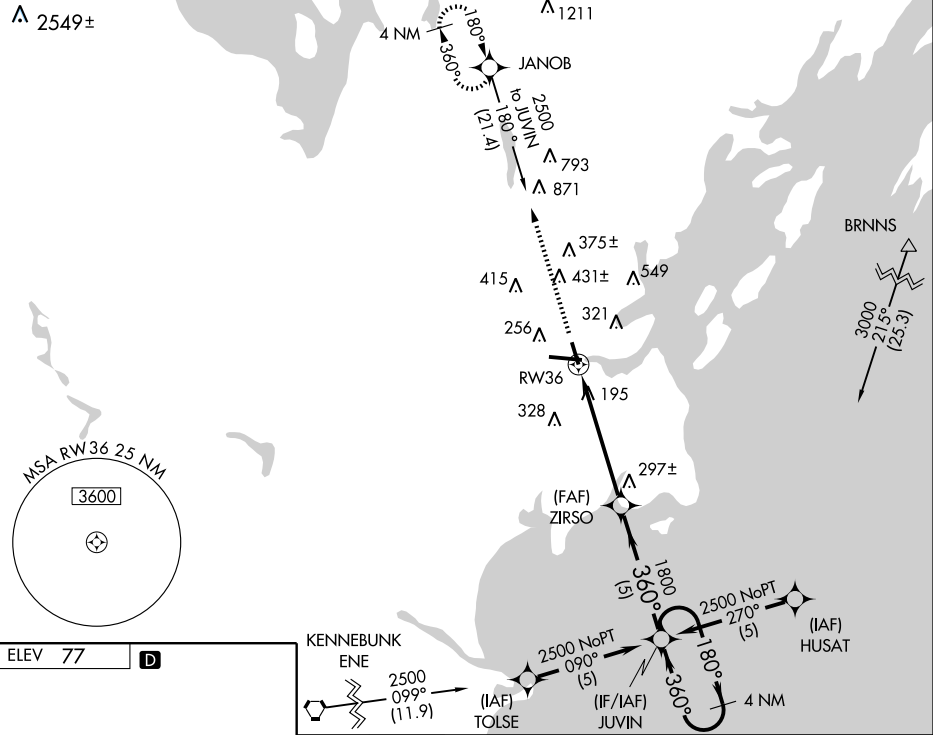 2549±
1211
4 NM
180°
360°
JANOB
2500
to JUVIN
180°
(21.4)
793
871
BRNNS
375±
415
431±
549
3000
215°
(25.3)
256
321
RW36
195
328
MSA RW36 25 NM
3600
297±
(FAF)
ZIRSO
1800
360°
(5)
2500 NoPT
270°
(5)
(IAF)
HUSAT
ELEV 77
D
KENNEBUNK
ENE
2500
099°
(11.9)
2500 NoPT
090°
(5)
(IAF)
TOLSE
(IF/IAF)
JUVIN
180°
360°
4 NM